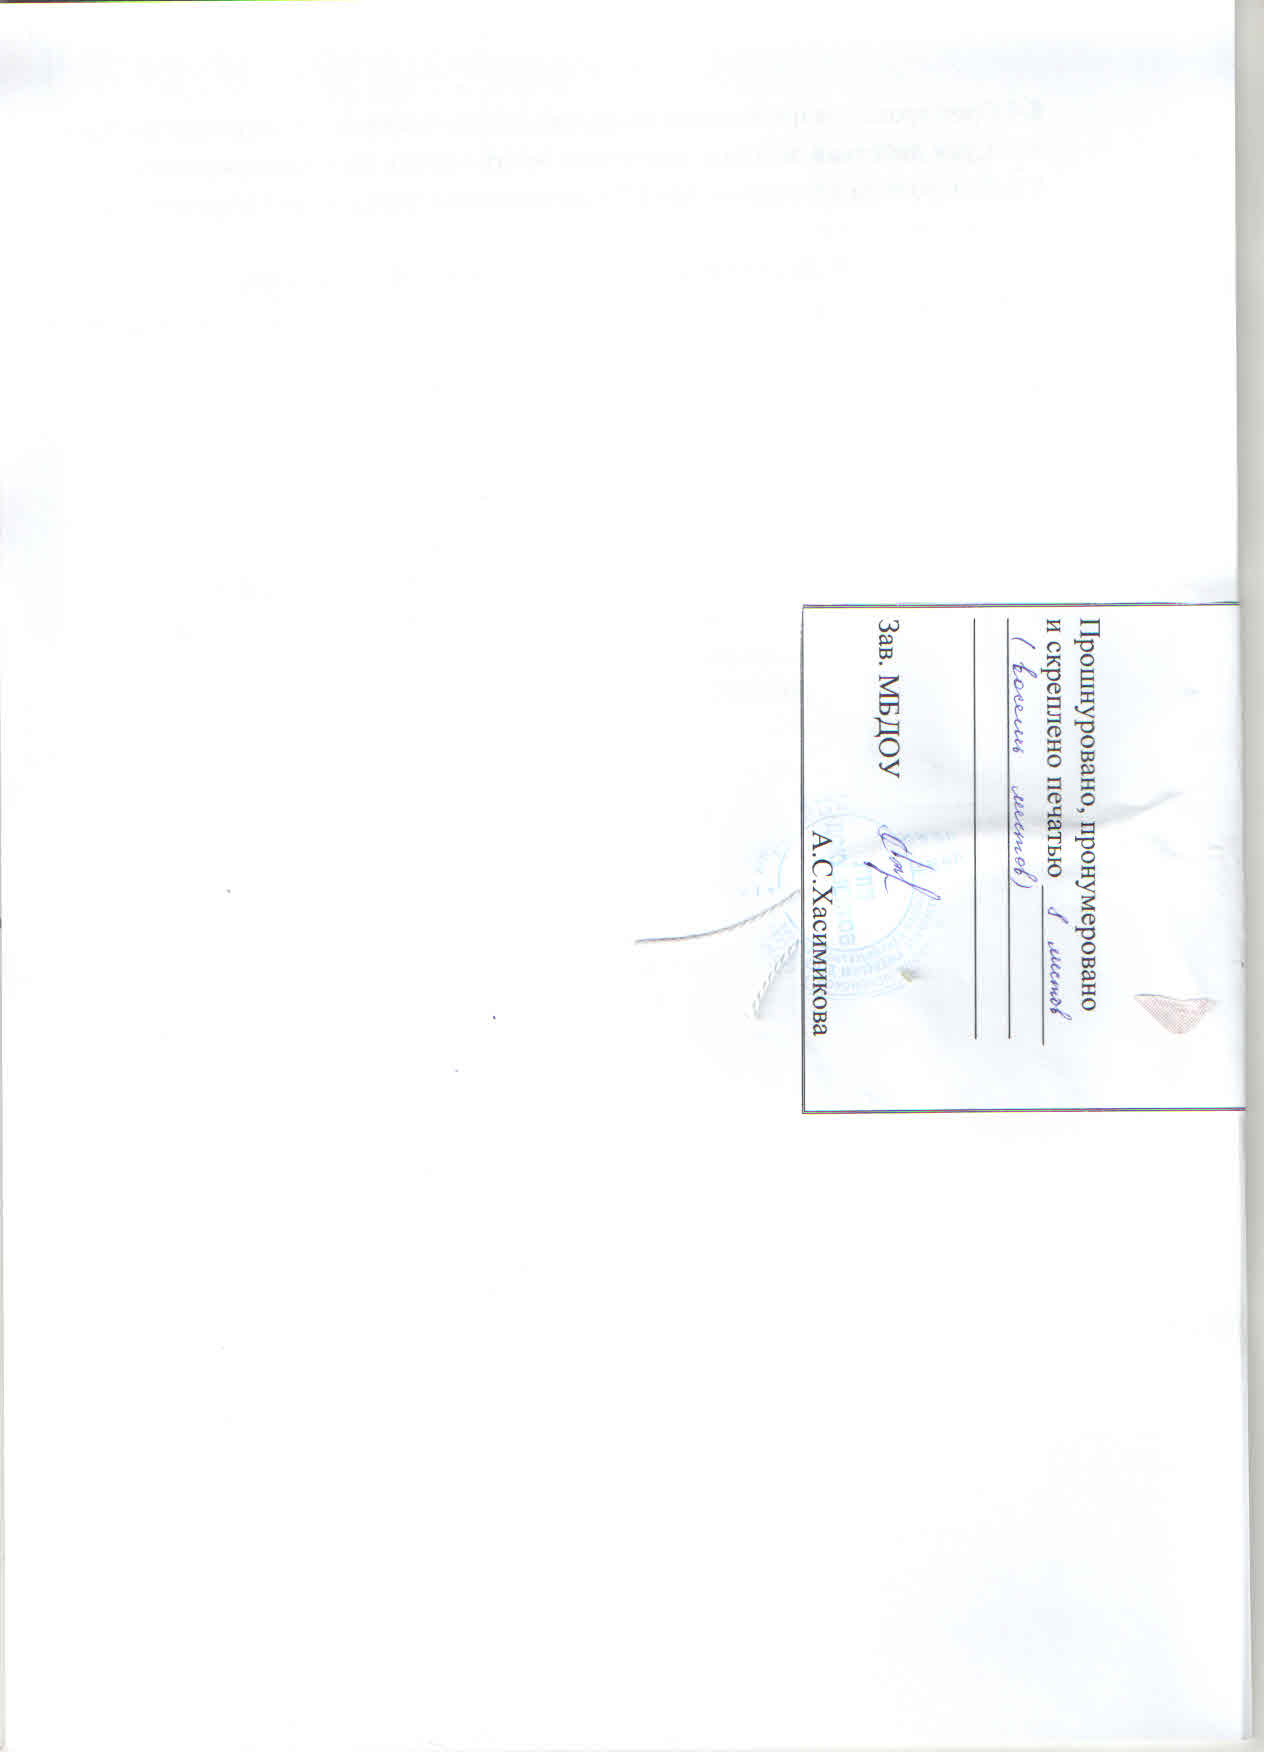 Прошнуровано, пронумеровано
и скреплено печатью 8 листов
(восемь листов)
Зав. МБДОУ
А.С.Хасимикова